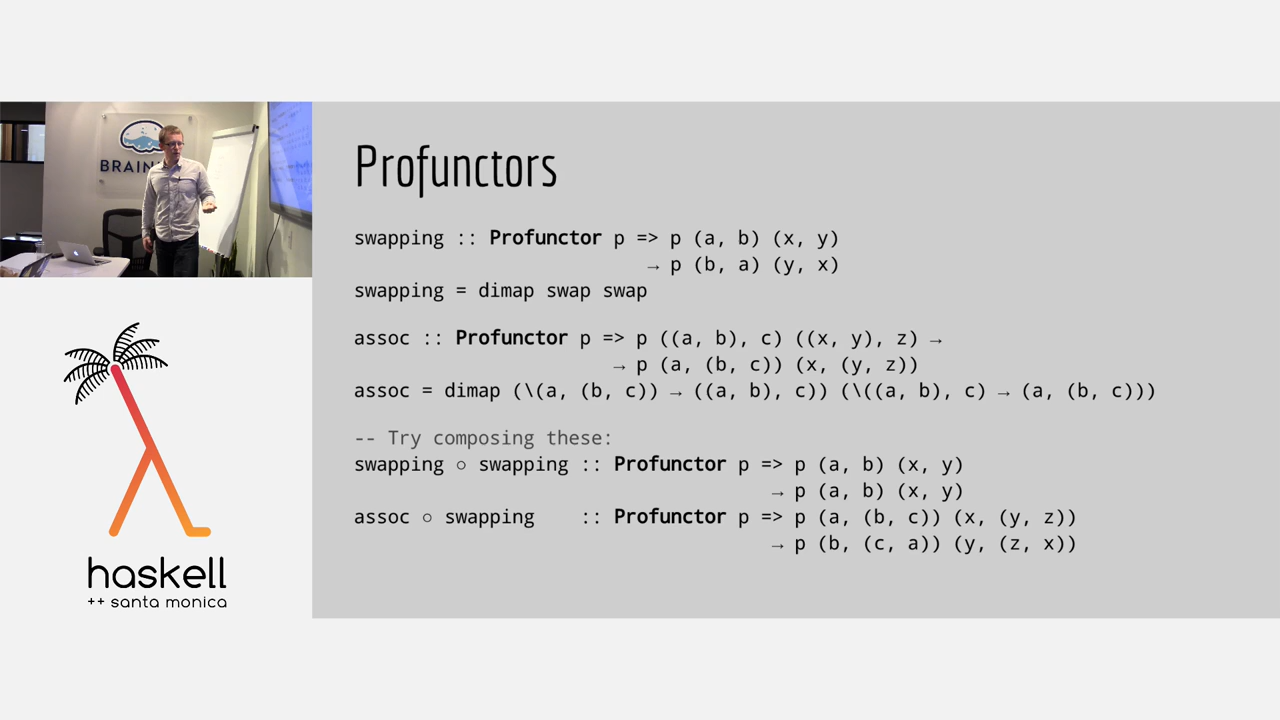 BRAIN
Profunctors
swapping :: Profunctor p => p (a, b) (x, y)
→ p (b, a) (y, x)
swapping = dimap swap swap
assoc :: Profunctor p => p ((a, b), c) ((x, y), z) →
→ p (a, (b, c)) (x, (y, z))
assoc = dimap (\(a, (b, c)) → ((a, b), c)) (\((a, b), c) → (a, (b, c)))
-- Try composing these:
swapping ○ swapping :: Profunctor p => p (a, b) (x, y)
→ p (a, b) (x, y)
assoc ○ swapping :: Profunctor p => p (a, (b, c)) (x, (y, z))
→ p (b, (c, a)) (y, (z, x))
haskell
++ santa monica